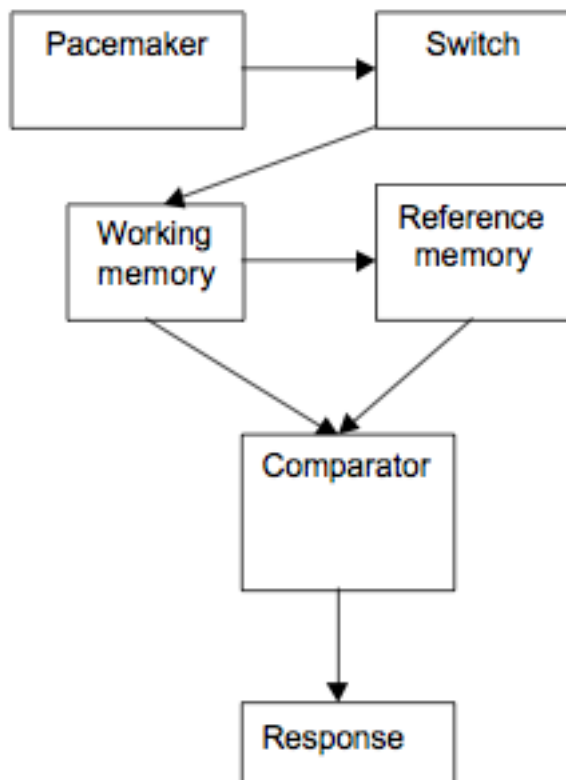 Pacemaker
Switch
Working
memory
Reference
memory
Comparator
Response